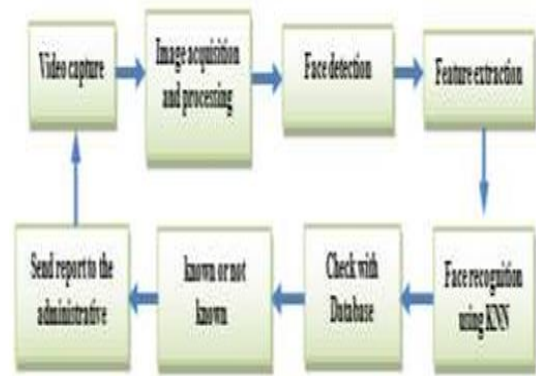 Video capture
Image acquisition
and processing
Face detection
Feature extraction
Face recognition
using KNN
Check with
Database
known or not
known
Send report to the
administrative